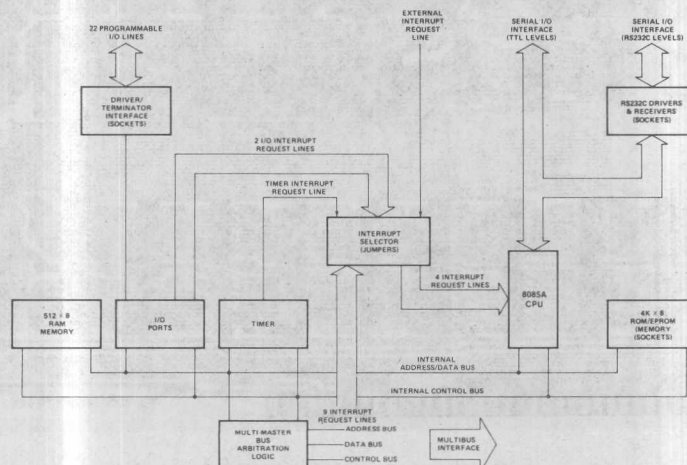 22 PROGRAMMABLE
I/O LINES
EXTERNAL
INTERRUPT
REQUEST
LINE
SERIAL I/O
INTERFACE
(TTL LEVELS)
SERIAL I/O
INTERFACE
(RS232C LEVELS)
DRIVER/
TERMINATOR
INTERFACE
(SOCKETS)
RS232C DRIVERS
& RECEIVERS
(SOCKETS)
2 I/O INTERRUPT
REQUEST LINES
TIMER INTERRUPT
REQUEST LINE
INTERRUPT
SELECTOR
(JUMPERS)
4 INTERRUPT
REQUEST LINES
8085A
CPU
512 × 8
RAM
MEMORY
I/O
PORTS
TIMER
4K × 8
ROM/EPROM
(MEMORY
(SOCKETS)
INTERNAL
ADDRESS/DATA BUS
INTERNAL CONTROL BUS
9 INTERRUPT
REQUEST LINES
MULTI-MASTER
BUS
ARBITRATION
LOGIC
ADDRESS BUS
DATA BUS
CONTROL BUS
MULTIBUS
INTERFACE